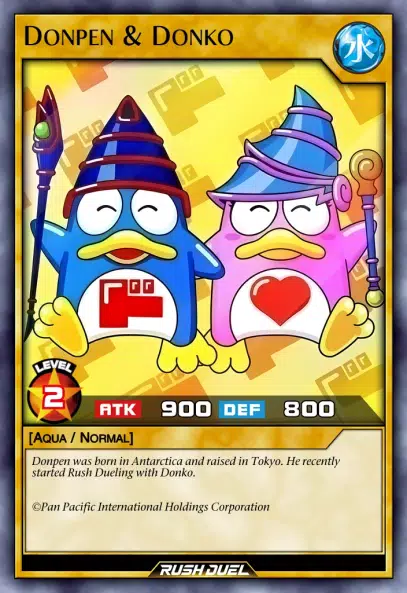 DONPEN & DONKO
水
ド
LEVEL
2
ATK 900 DEF 800
[AQUA / NORMAL]
Donpen was born in Antarctica and raised in Tokyo. He recently
started Rush Dueling with Donko.
©Pan Pacific International Holdings Corporation
RUSH DUEL